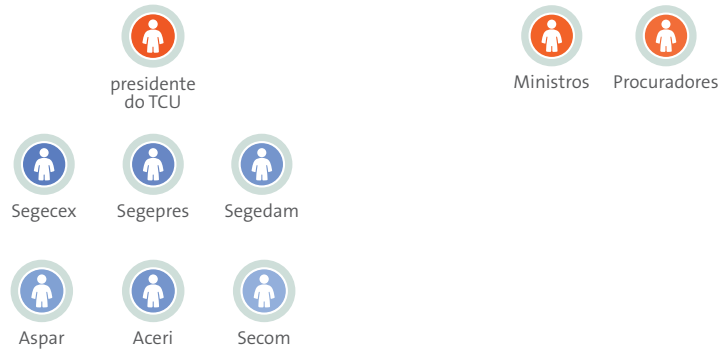 presidente
do TCU
Ministros
Procuradores
Segecex
Segepres
Segedam
Aspar
Aceri
Secom